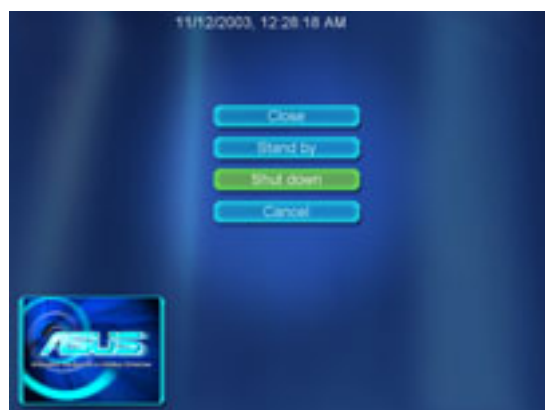 11/12/2003, 12:28:18 AM
Close
Stand by
Shut down
Cancel
ASUS